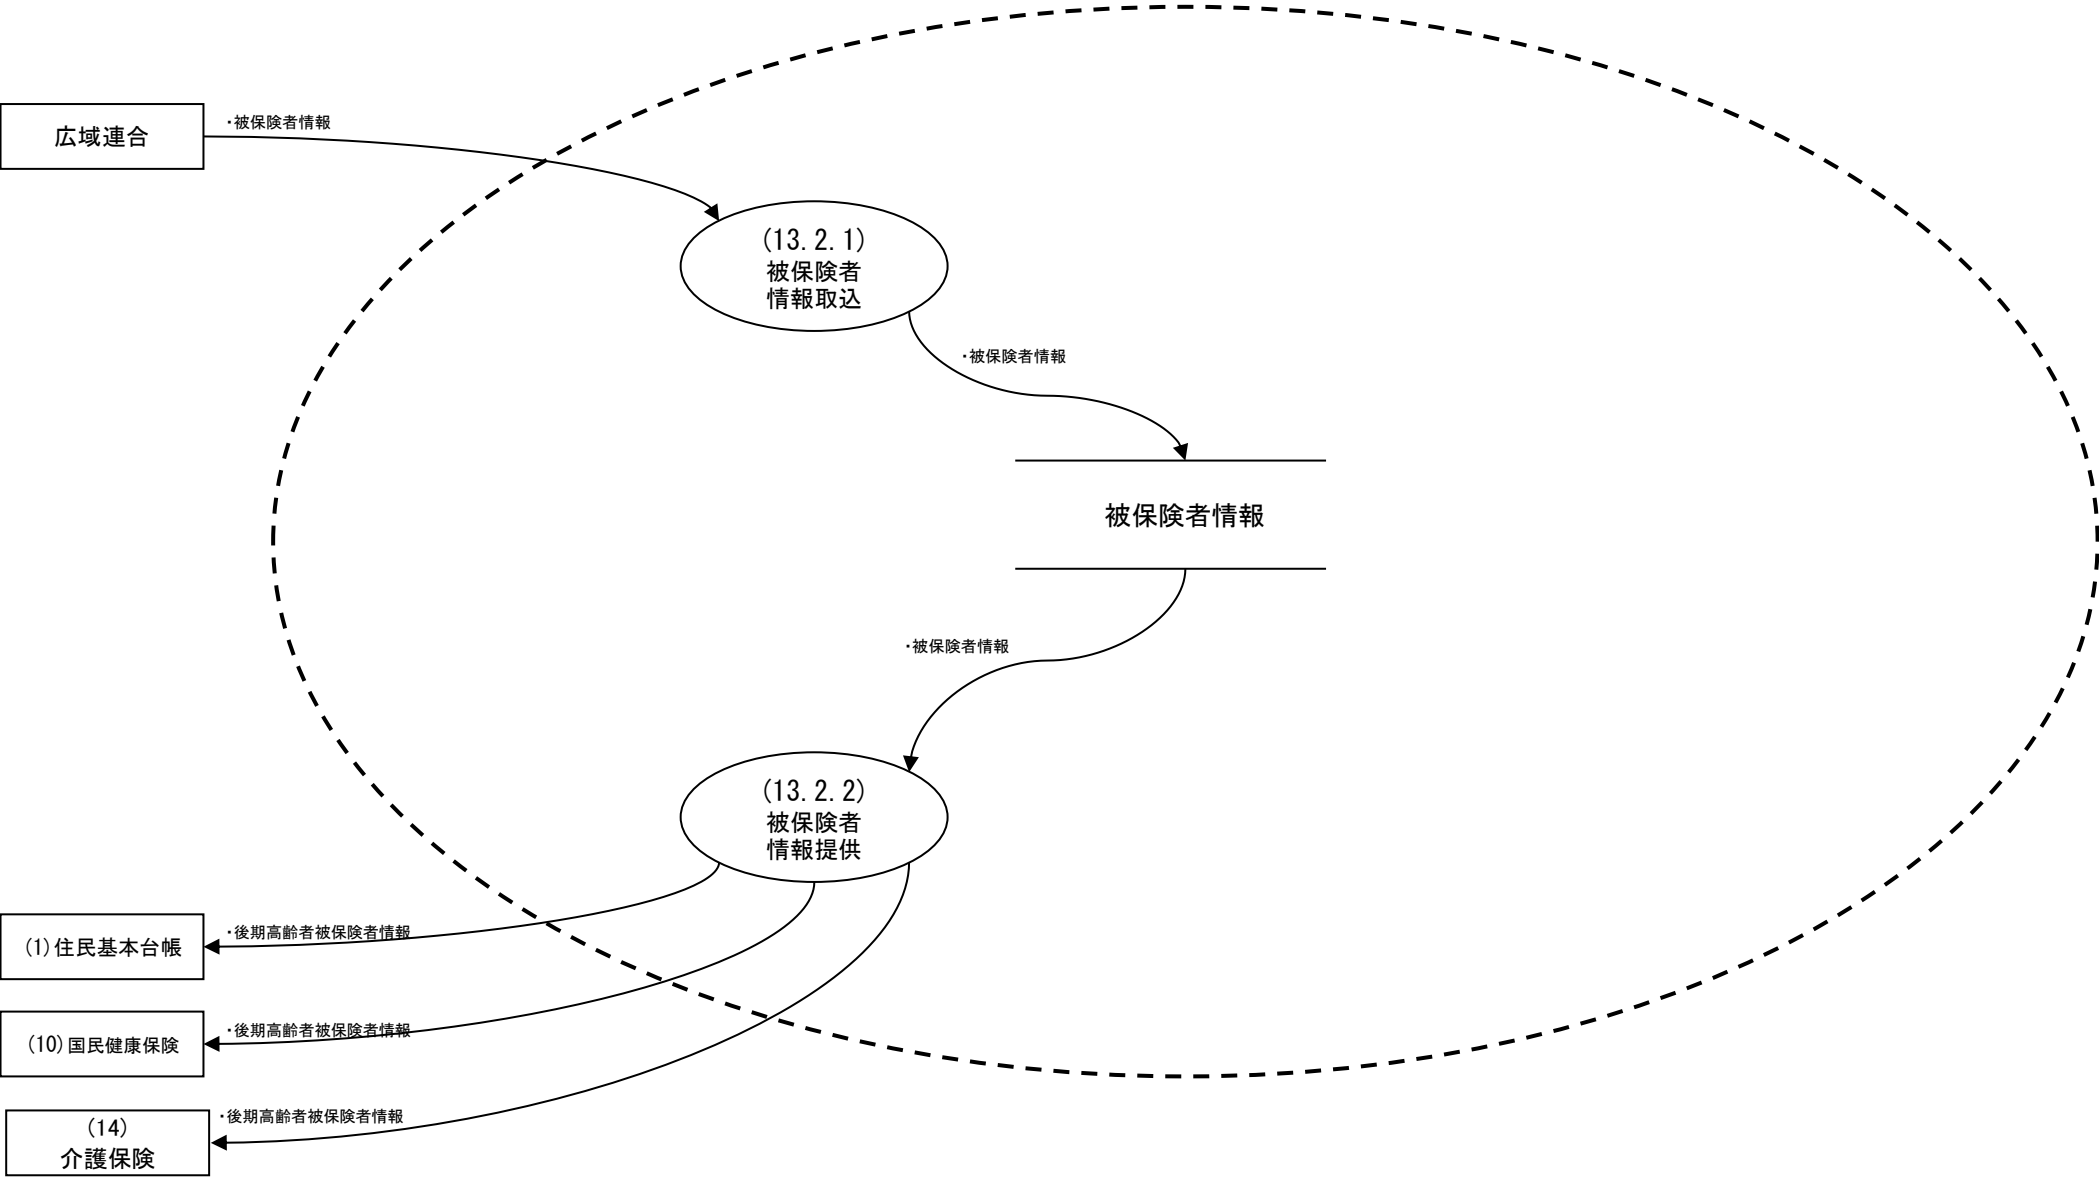 広域連合
・被保険者情報
(13.2.1)
被保険者
情報取込
・被保険者情報
被保険者情報
・被保険者情報
(13.2.2)
被保険者
情報提供
(1)住民基本台帳
・後期高齢者被保険者情報
(10)国民健康保険
・後期高齢者被保険者情報
(14)
介護保険
・後期高齢者被保険者情報